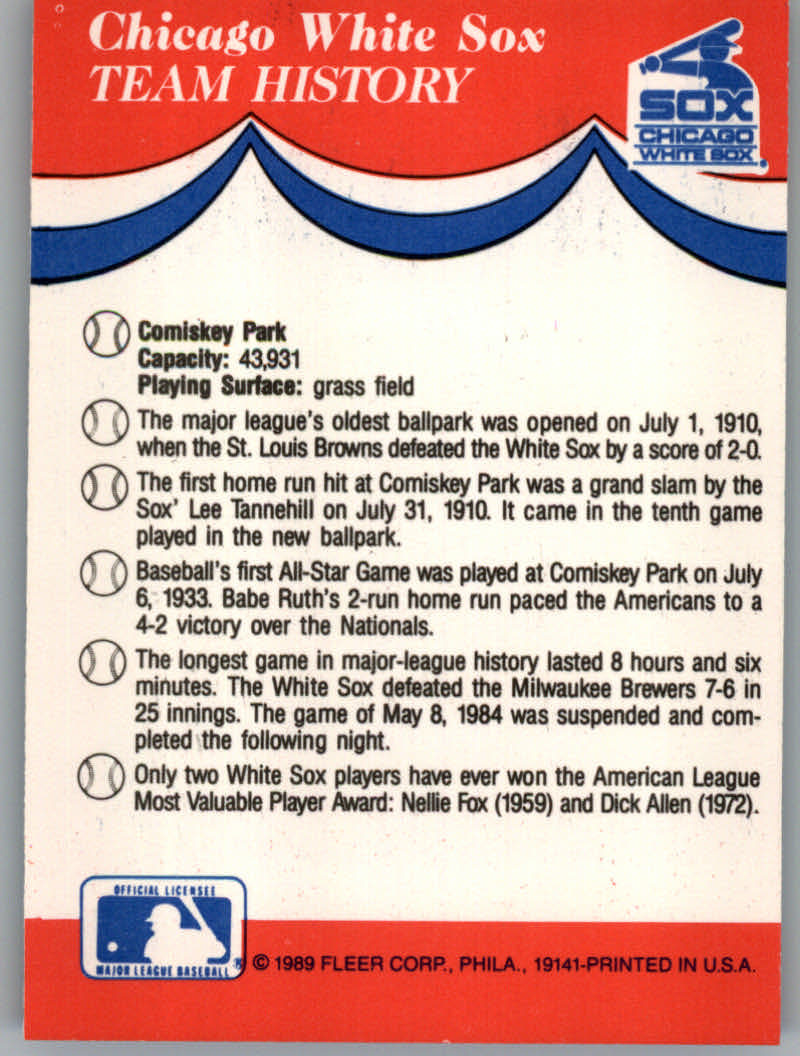 Chicago White Sox
TEAM HISTORY
SOX
CHICAGO
WHITE SOX
Comiskey Park
Capacity: 43,931
Playing Surface: grass field
The major league's oldest ballpark was opened on July 1, 1910,
when the St. Louis Browns defeated the White Sox by a score of 2-0.
The first home run hit at Comiskey Park was a grand slam by the
Sox' Lee Tannehill on July 31, 1910. It came in the tenth game
played in the new ballpark.
Baseball's first All-Star Game was played at Comiskey Park on July
6, 1933. Babe Ruth's 2-run home run paced the Americans to a
4-2 victory over the Nationals.
The longest game in major-league history lasted 8 hours and six
minutes. The White Sox defeated the Milwaukee Brewers 7-6 in
25 innings. The game of May 8, 1984 was suspended and com-
pleted the following night.
Only two White Sox players have ever won the American League
Most Valuable Player Award: Nellie Fox (1959) and Dick Allen (1972).
OFFICIAL LICENSEE
MAJOR LEAGUE BASEBALL ®
© 1989 FLEER CORP., PHILA., 19141-PRINTED IN U.S.A.